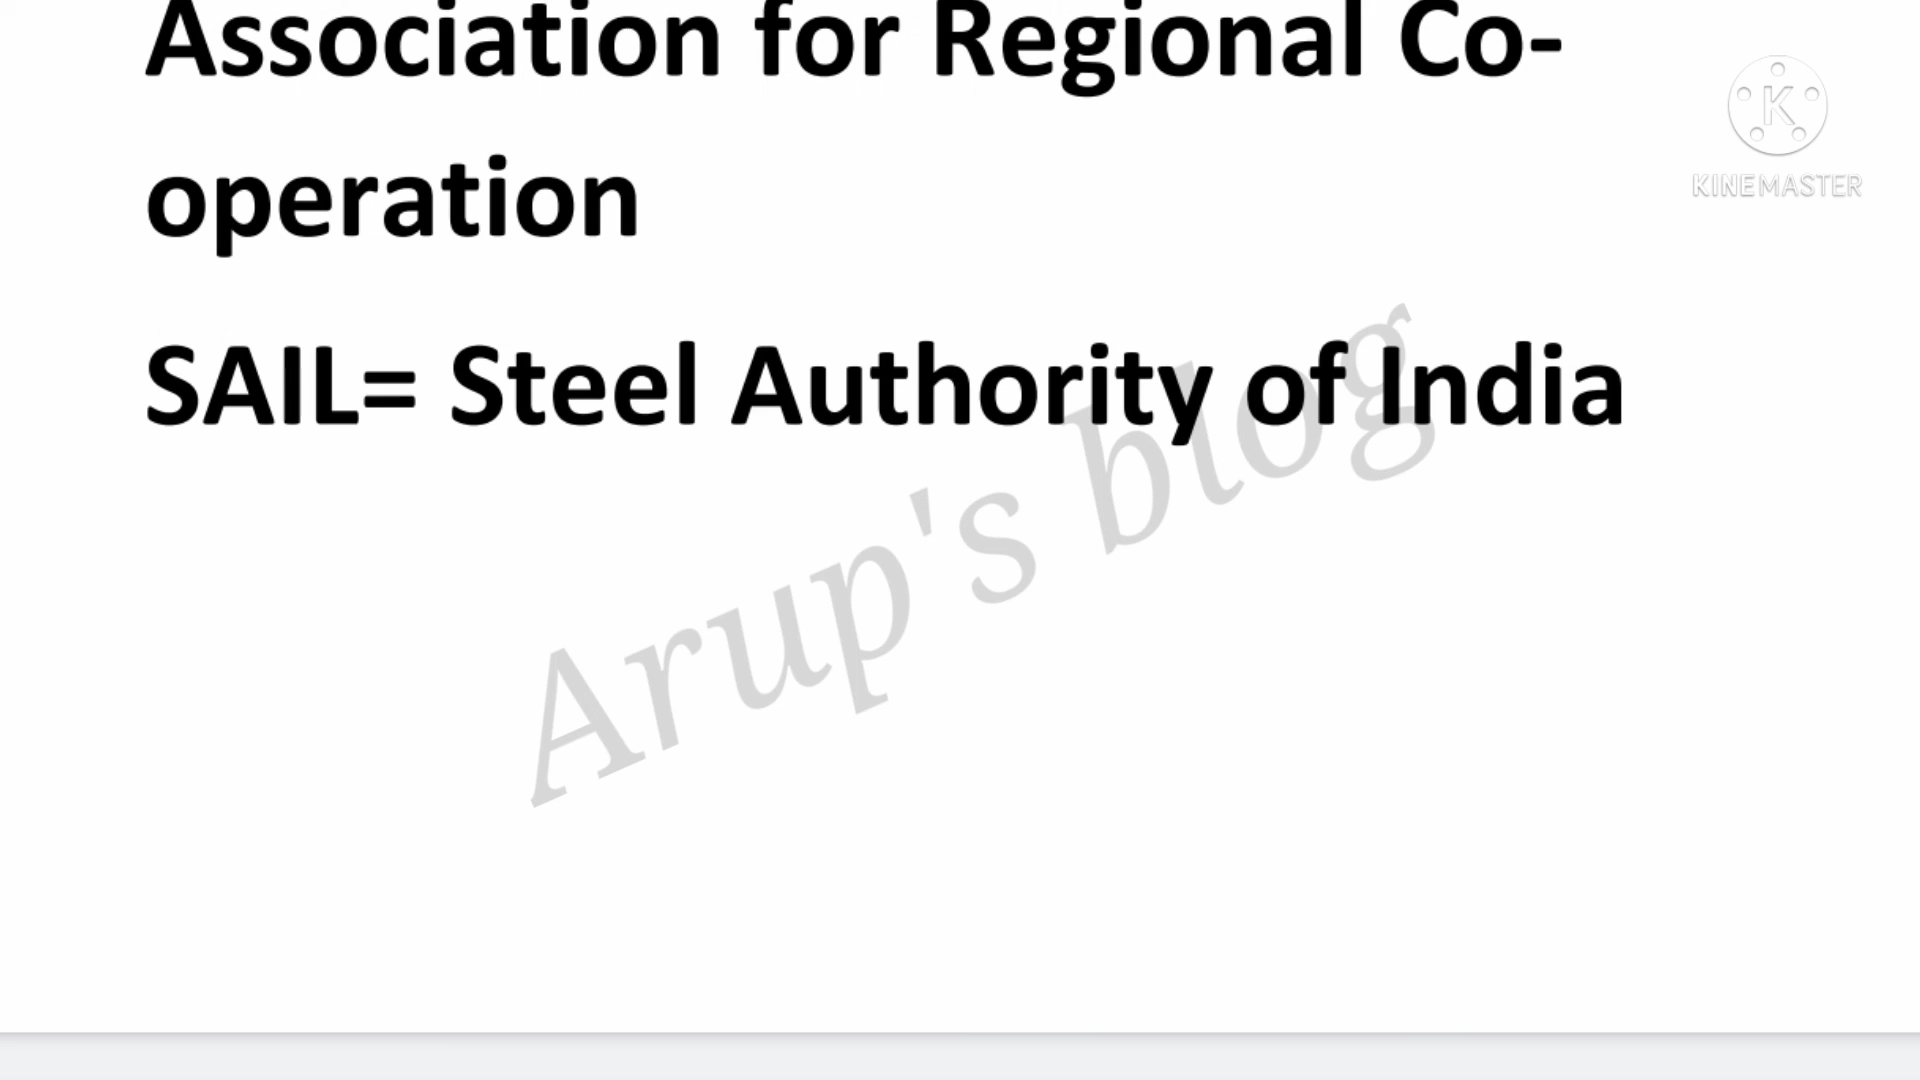 Association for Regional Co-
operation
SAIL= Steel Authority of India
Arup's blog
K
KINEMASTER